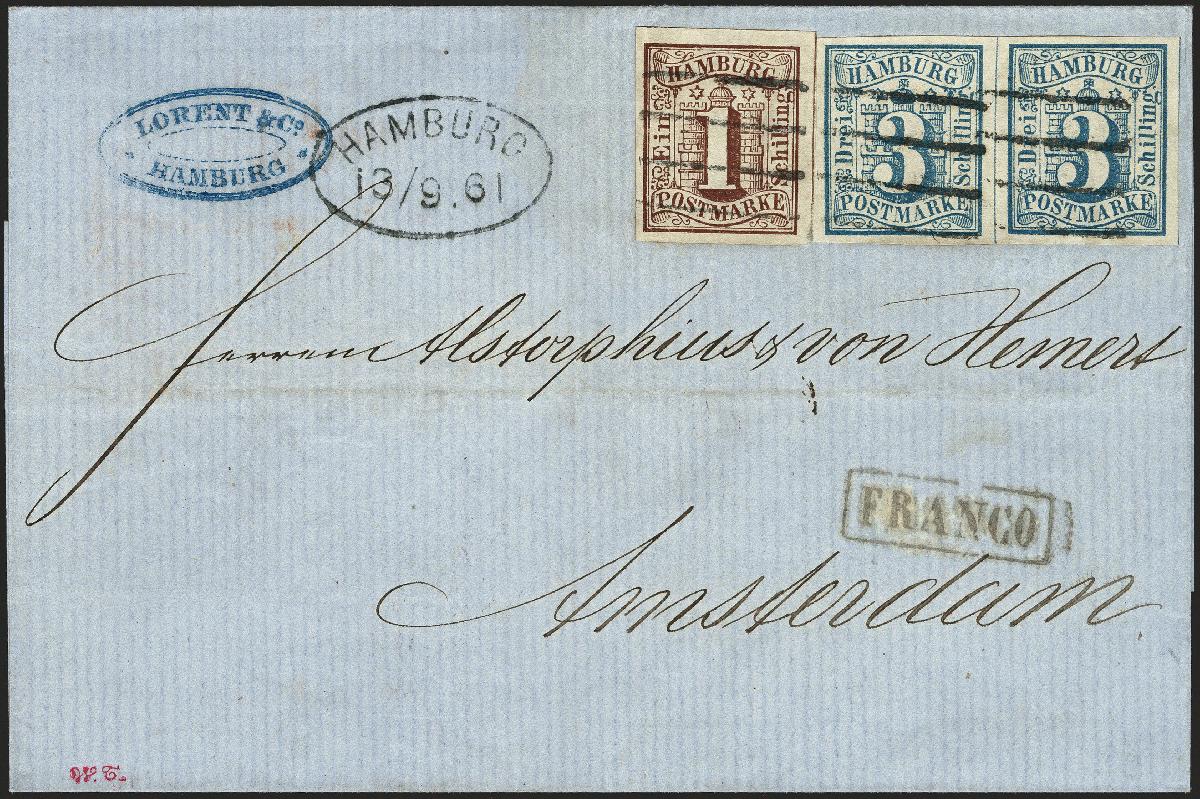 LORENT & Co
HAMBURG
HAMBURG
13/9.61
HAMBURG
Ein Schilling
1
POSTMARKE
HAMBURG
Drei Schilling
3
POSTMARKE
HAMBURG
Drei Schilling
3
POSTMARKE
Herren Alstorphius & von Hemert
FRANCO
Amsterdam